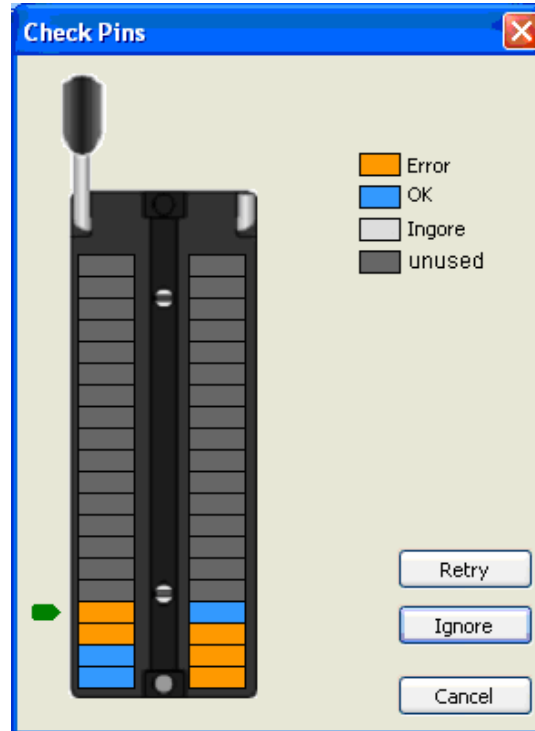 Check Pins
Error
OK
Ingore
unused
Retry
Ignore
Cancel